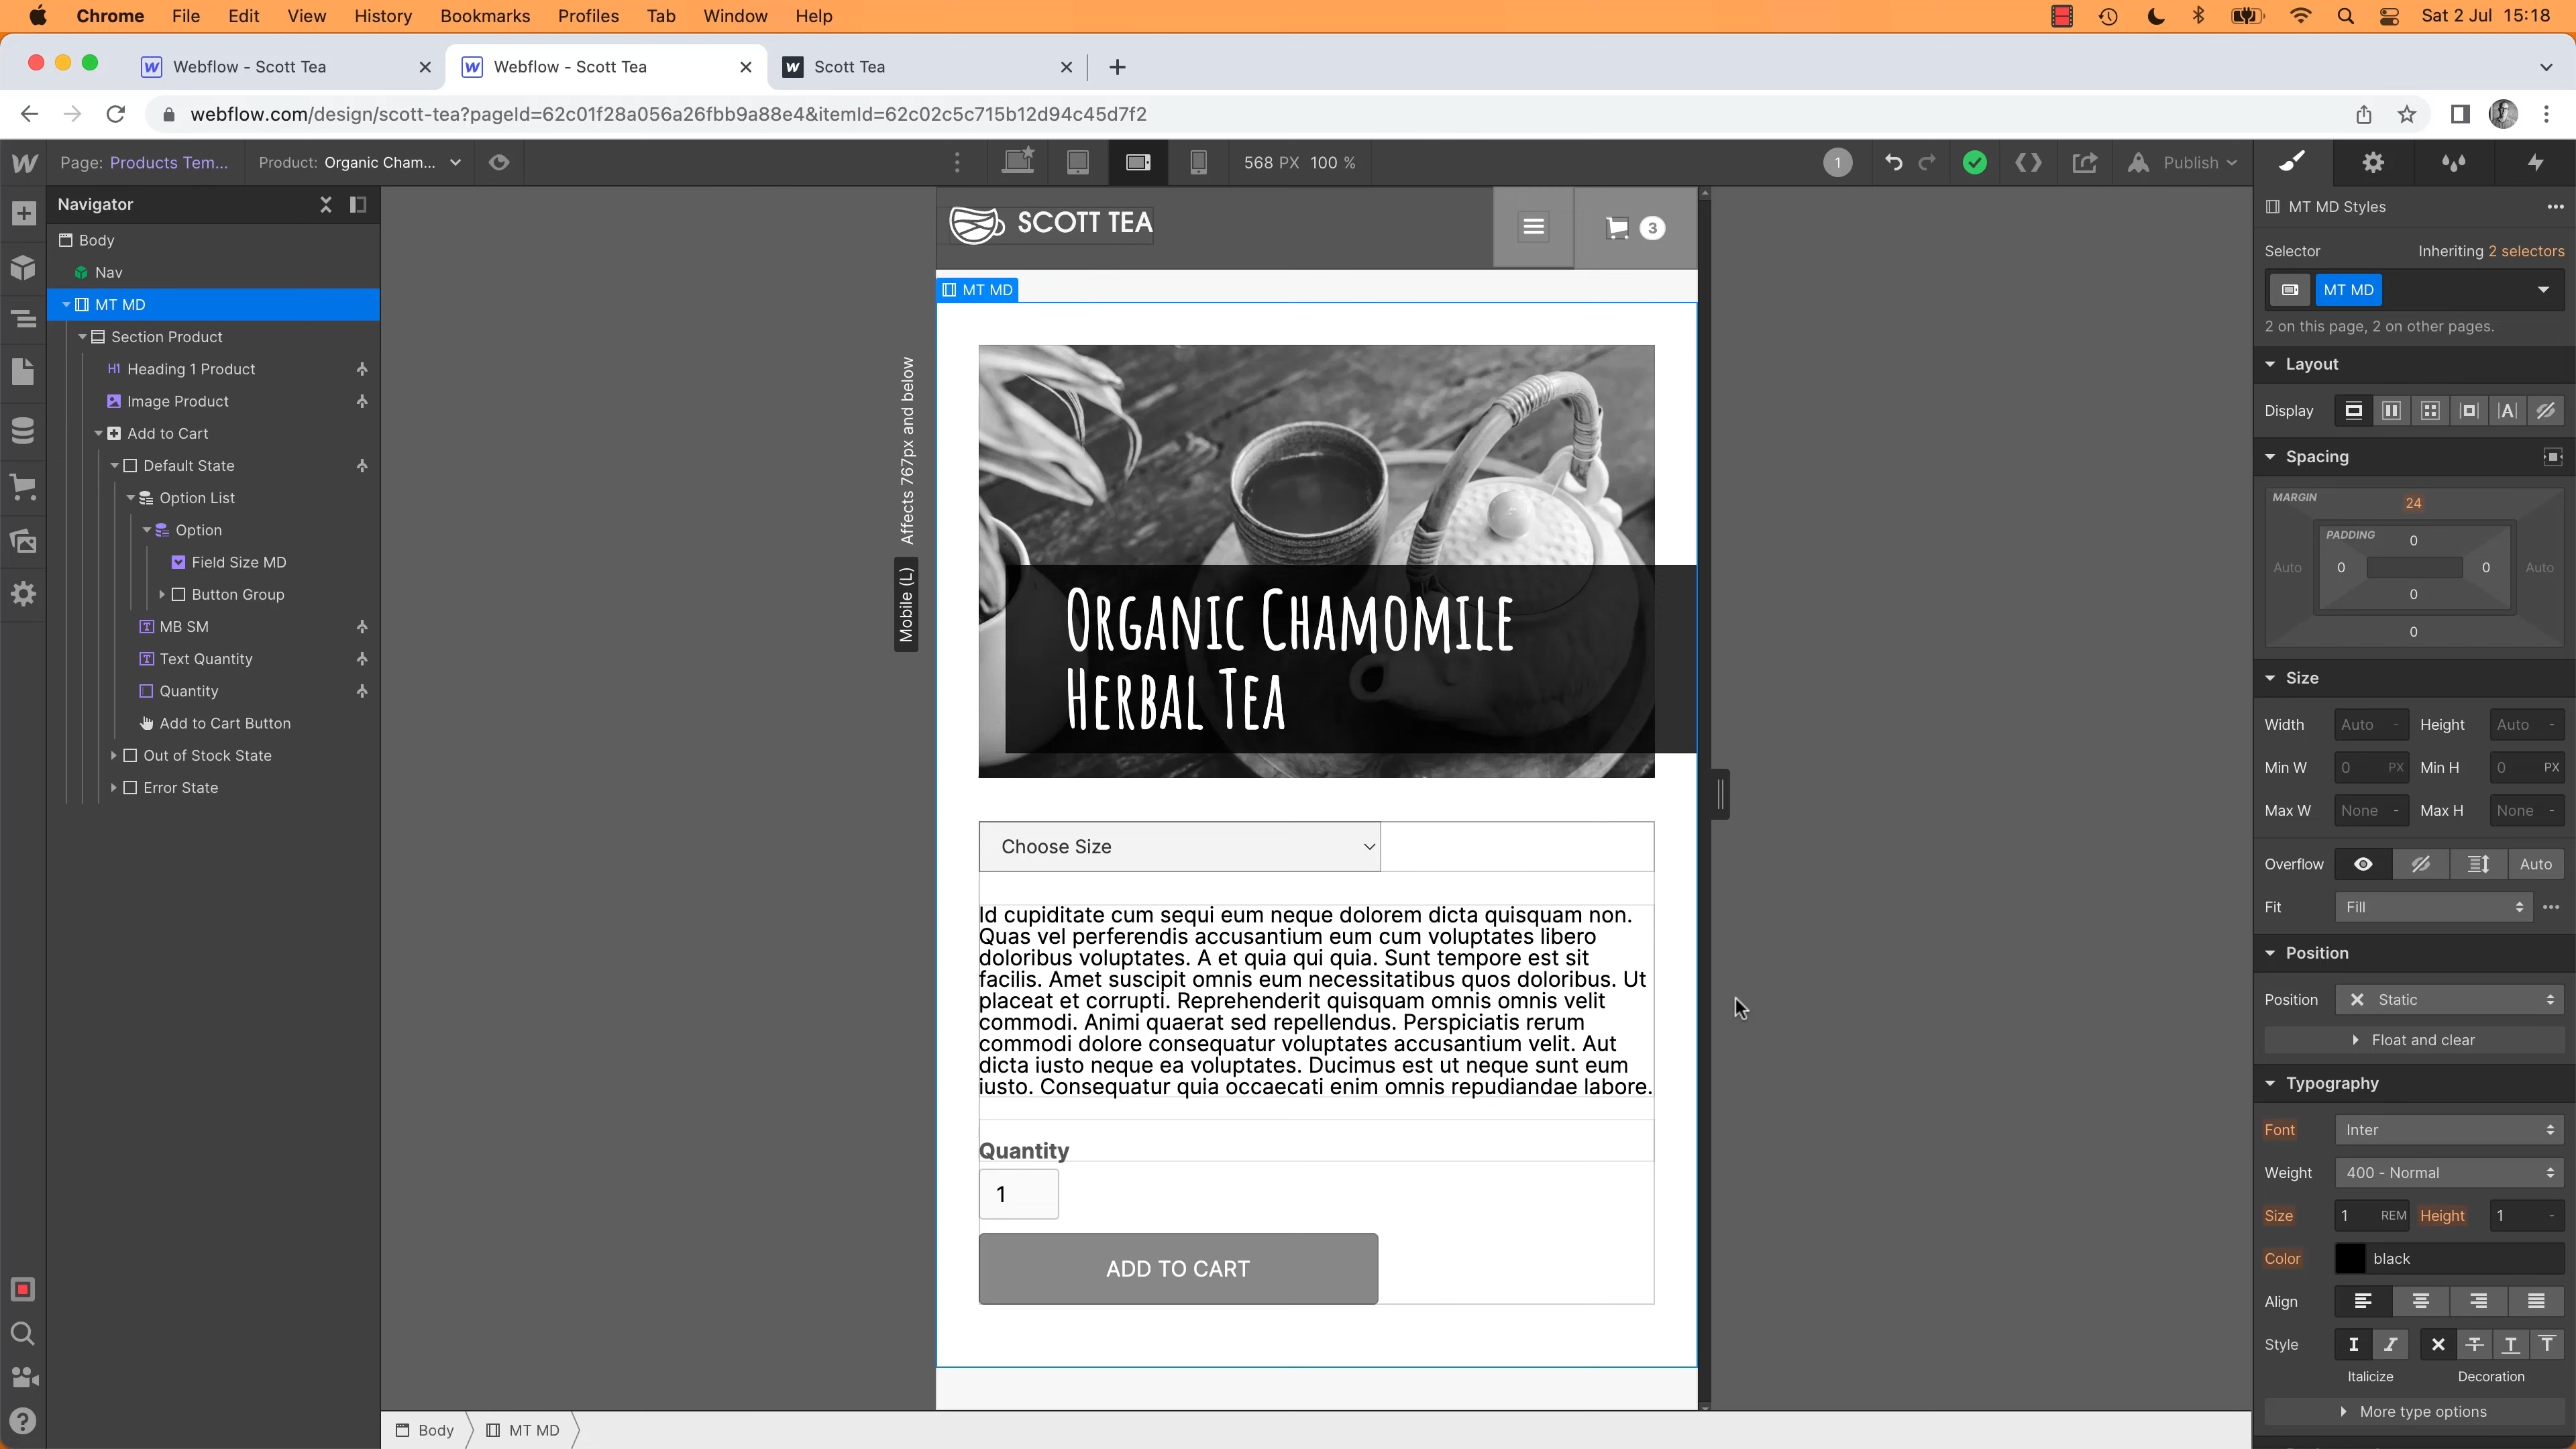 Chrome File Edit View History Bookmarks Profiles Tab Window Help Sat 2 Jul 15:18
Webflow - Scott Tea Webflow - Scott Tea Scott Tea
webflow.com/design/scott-tea?pageId=62c01f28a056a26fbb9a88e4&itemId=62c02c5c715b12d94c45d7f2
Page: Products Tem... Product: Organic Cham... 568 PX 100 % 1 Publish
Navigator
Body
Nav
MT MD
Section Product
H1 Heading 1 Product
Image Product
Add to Cart
Default State
Option List
Option
Field Size MD
Button Group
MB SM
Text Quantity
Quantity
Add to Cart Button
Out of Stock State
Error State
Affects 767px and below
Mobile (L)
SCOTT TEA 3
MT MD
Organic Chamomile
Herbal Tea
Choose Size
Id cupiditate cum sequi eum neque dolorem dicta quisquam non.
Quas vel perferendis accusantium eum cum voluptates libero
doloribus voluptates. A et quia qui quia. Sunt tempore est sit
facilis. Amet suscipit omnis eum necessitatibus quos doloribus. Ut
placeat et corrupti. Reprehenderit quisquam omnis omnis velit
commodi. Animi quaerat sed repellendus. Perspiciatis rerum
commodi dolore consequatur voluptates accusantium velit. Aut
dicta iusto neque ea voluptates. Ducimus est ut neque sunt eum
iusto. Consequatur quia occaecati enim omnis repudiandae labore.
Quantity
1
ADD TO CART
Body MT MD
MT MD Styles
Selector Inheriting 2 selectors
MT MD
2 on this page, 2 on other pages.
Layout
Display
Spacing
MARGIN 24
PADDING 0
Auto 0 0 Auto
0
0
Size
Width Auto - Height Auto -
Min W 0 PX Min H 0 PX
Max W None - Max H None -
Overflow Auto
Fit Fill
Position
Position Static
Float and clear
Typography
Font Inter
Weight 400 - Normal
Size 1 REM Height 1 -
Color black
Align
Style
Italicize Decoration
More type options